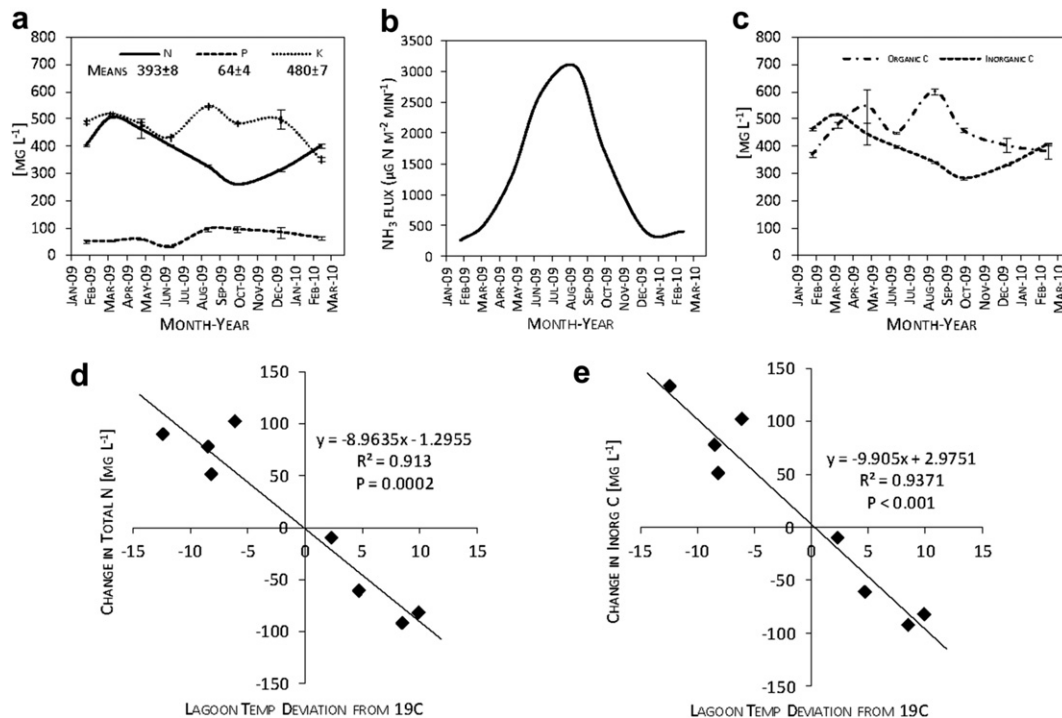 a
800
700
600
500
400
300
200
100
0
[MG L-1]
N P K
MEANS 393±8 64±4 480±7
JAN-09
FEB-09
MAR-09
APR-09
MAY-09
JUN-09
AUG-09
OCT-09
NOV-09
DEC-09
JAN-10
FEB-10
MAR-10
MONTH-YEAR
b
3500
3000
2500
2000
1500
1000
500
0
NH3 FLUX (µG N M-2 MIN-1)
JAN-09
FEB-09
MAR-09
APR-09
MAY-09
JUN-09
JUL-09
AUG-09
SEP-09
OCT-09
NOV-09
DEC-09
JAN-10
FEB-10
MAR-10
MONTH-YEAR
c
800
700
600
500
400
300
200
100
0
[MG L-1]
ORGANIC C INORGANIC C
JAN-09
FEB-09
MAR-09
APR-09
MAY-09
JUN-09
AUG-09
SEP-09
OCT-09
NOV-09
DEC-09
JAN-10
FEB-10
MAR-10
MONTH-YEAR
d
150
100
50
0
-50
-100
-150
-15 -10 -5 0 5 10 15
CHANGE IN TOTAL N [MG L-1]
y = -8.9635x - 1.2955
R² = 0.913
P = 0.0002
LAGOON TEMP DEVIATION FROM 19C
e
150
100
50
0
-50
-100
-150
-15 -10 -5 0 5 10 15
CHANGE IN INORG C [MG L-1]
y = -9.905x + 2.9751
R² = 0.9371
P < 0.001
LAGOON TEMP DEVIATION FROM 19C